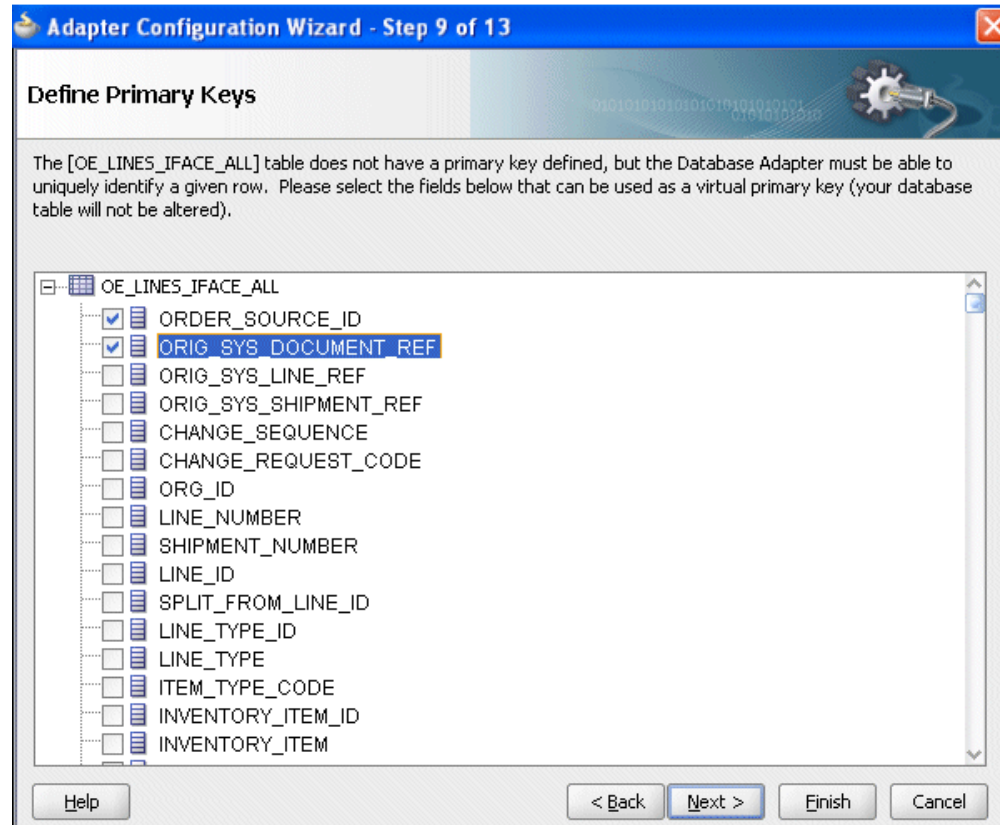 Adapter Configuration Wizard - Step 9 of 13
Define Primary Keys
The [OE_LINES_IFACE_ALL] table does not have a primary key defined, but the Database Adapter must be able to
uniquely identify a given row. Please select the fields below that can be used as a virtual primary key (your database
table will not be altered).
OE_LINES_IFACE_ALL
ORDER_SOURCE_ID
ORIG_SYS_DOCUMENT_REF
ORIG_SYS_LINE_REF
ORIG_SYS_SHIPMENT_REF
CHANGE_SEQUENCE
CHANGE_REQUEST_CODE
ORG_ID
LINE_NUMBER
SHIPMENT_NUMBER
LINE_ID
SPLIT_FROM_LINE_ID
LINE_TYPE_ID
LINE_TYPE
ITEM_TYPE_CODE
INVENTORY_ITEM_ID
INVENTORY_ITEM
Help < Back Next > Finish Cancel